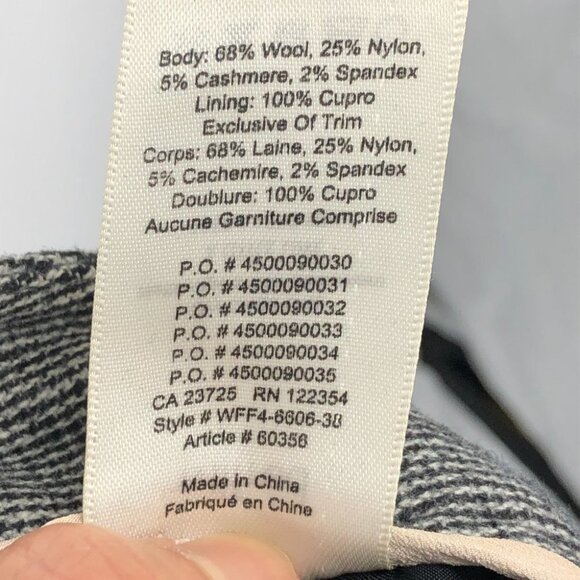 Body: 68% Wool, 25% Nylon,
5% Cashmere, 2% Spandex
Lining: 100% Cupro
Exclusive Of Trim
Corps: 68% Laine, 25% Nylon,
5% Cachemire, 2% Spandex
Doublure: 100% Cupro
Aucune Garniture Comprise
P.O. # 4500090030
P.O. # 4500090031
P.O. # 4500090032
P.O. # 4500090033
P.O. # 4500090034
P.O. # 4500090035
CA 23725 RN 122354
Style # WFF4-6606-38
Article # 60356
Made in China
Fabriqué en Chine